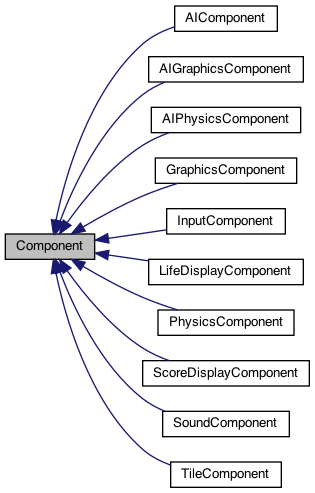 AIComponent
AIGraphicsComponent
AIPhysicsComponent
GraphicsComponent
InputComponent
Component
LifeDisplayComponent
PhysicsComponent
ScoreDisplayComponent
SoundComponent
TileComponent